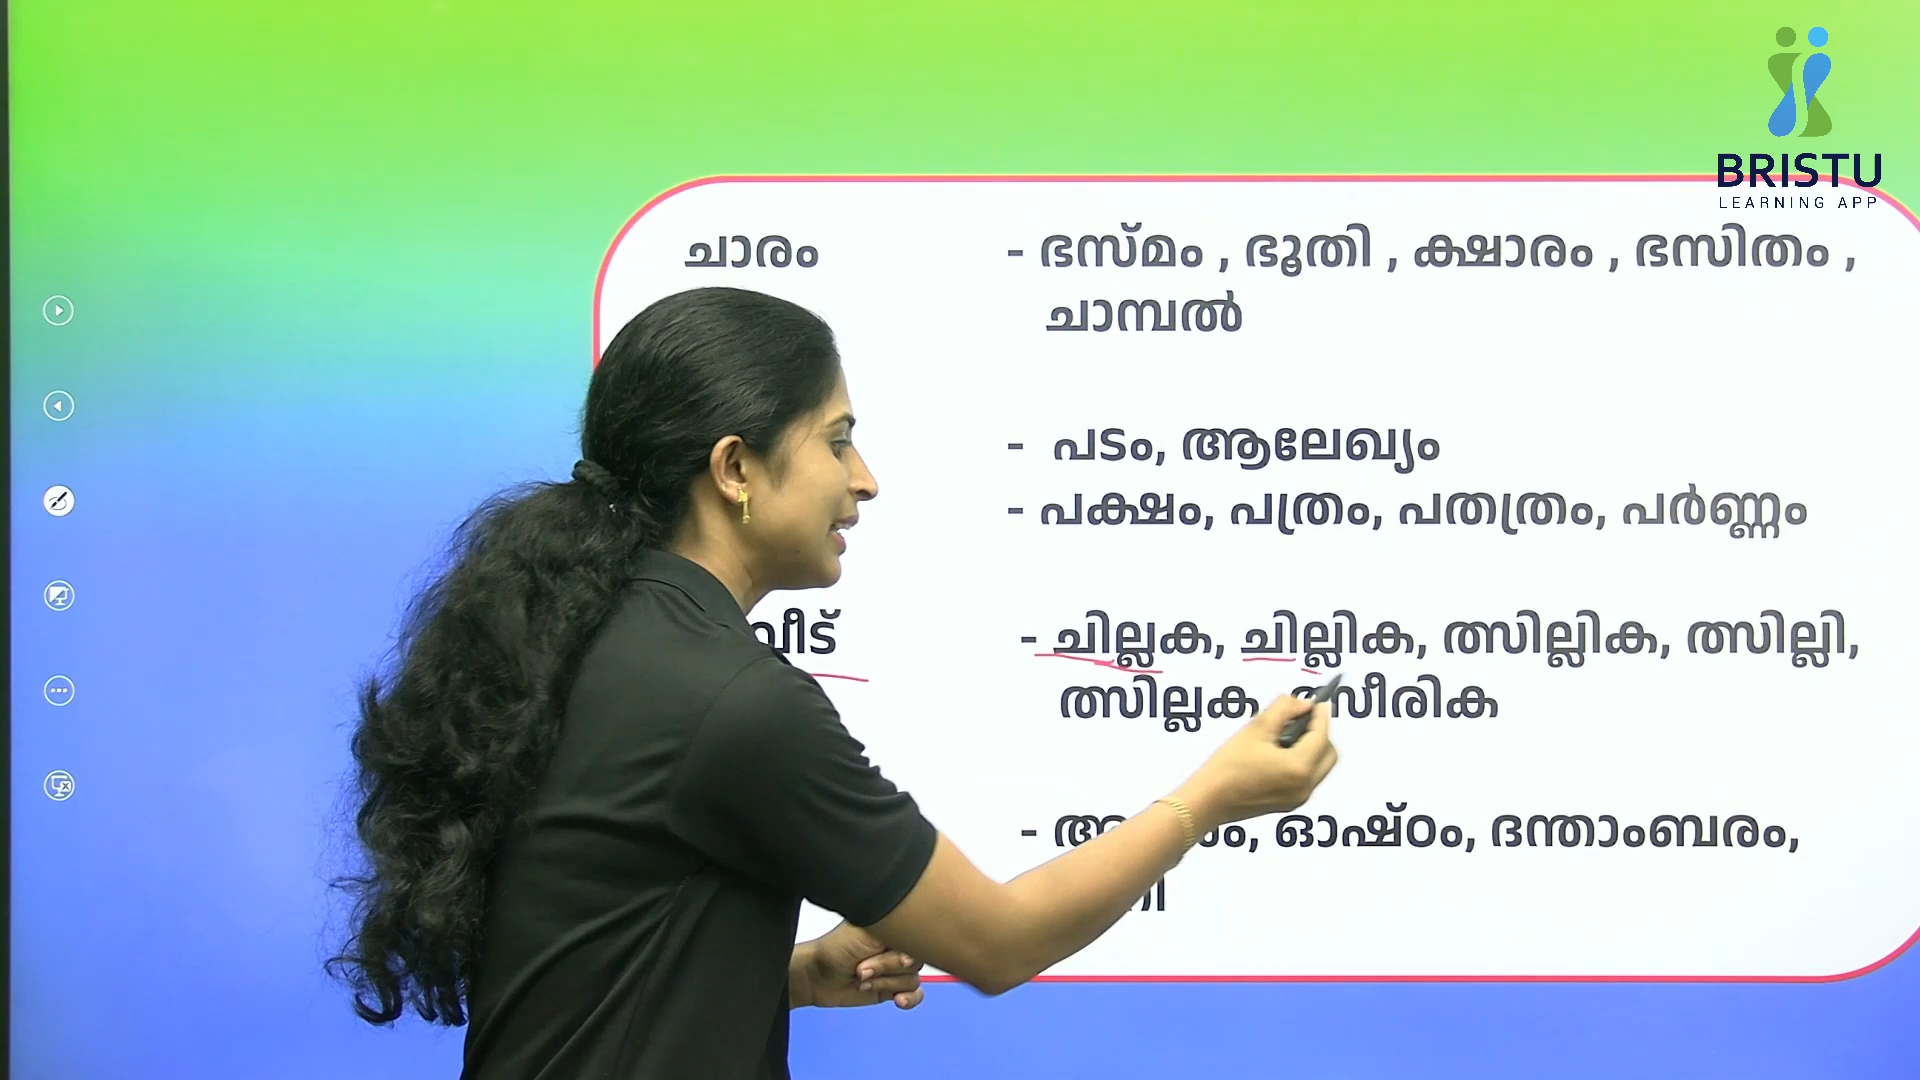 BRISTU
LEARNING APP
ചാരം - ഭസ്മം , ഭൂതി , ക്ഷാരം , ഭസിതം ,
ചാമ്പൽ
- പടം, ആലേഖ്യം
- പക്ഷം, പത്രം, പതത്രം, പർണ്ണം
- ചില്ലക, ചില്ലിക, ത്സില്ലിക, ത്സില്ലി,
ത്സില്ലക,
- ഓഷ്ഠം, ദന്താംബരം,